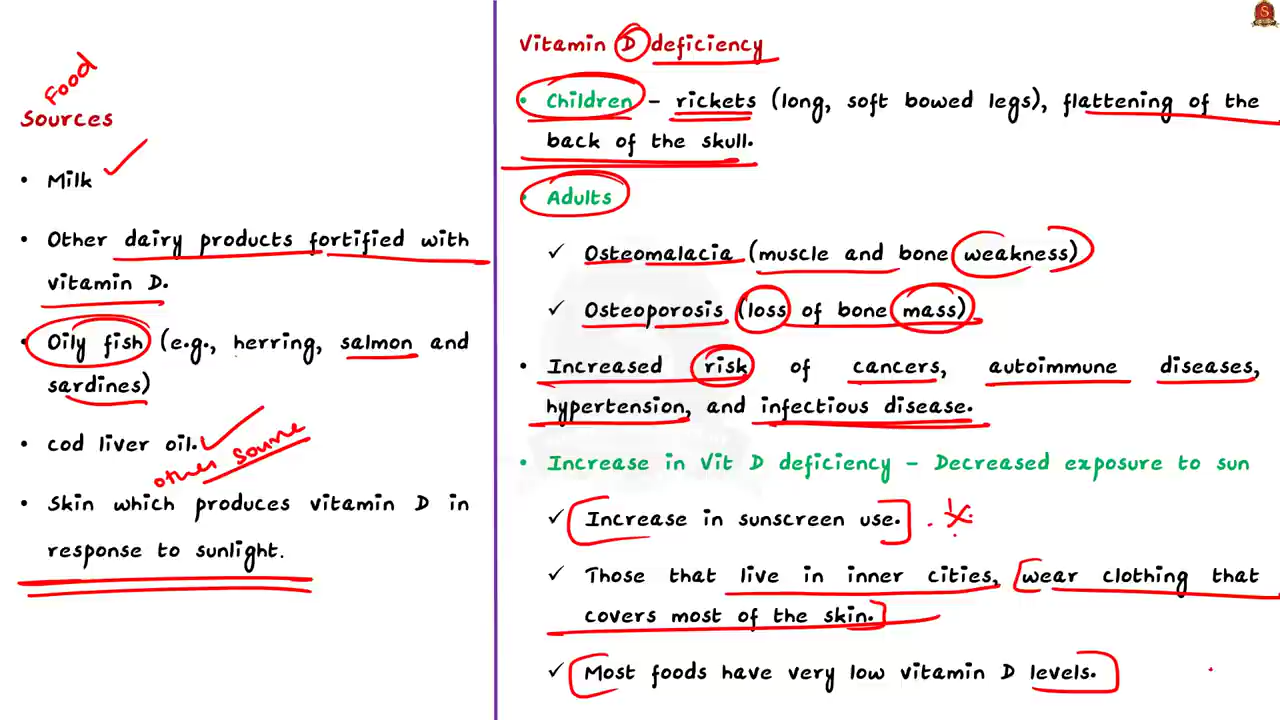 Food
Sources
• Milk
• Other dairy products fortified with
vitamin D.
• Oily fish (e.g., herring, salmon and
sardines)
• cod liver oil.
other source
• Skin which produces vitamin D in
response to sunlight.
Vitamin D deficiency
• Children – rickets (long, soft bowed legs), flattening of the
back of the skull.
• Adults
✓ Osteomalacia (muscle and bone weakness)
✓ Osteoporosis (loss of bone mass)
• Increased risk of cancers, autoimmune diseases,
hypertension, and infectious disease.
• Increase in Vit D deficiency – Decreased exposure to sun
✓ Increase in sunscreen use.
✓ Those that live in inner cities, wear clothing that
covers most of the skin.
✓ Most foods have very low vitamin D levels.